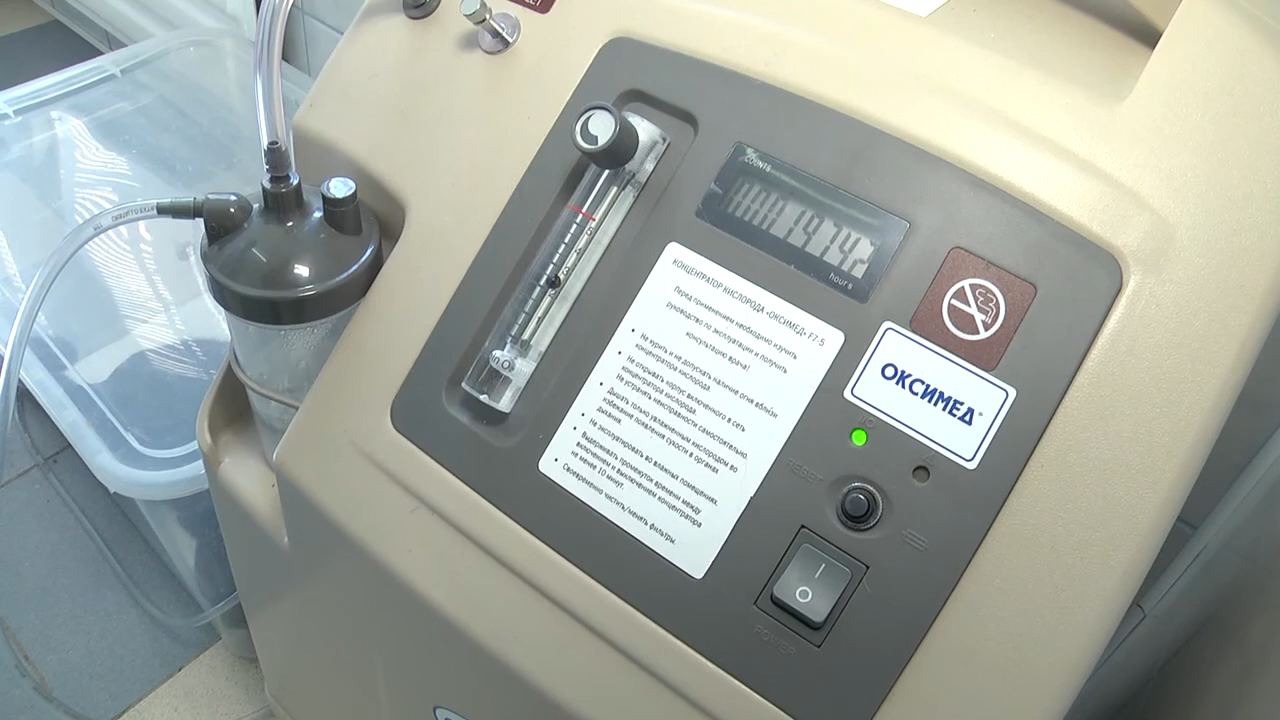 COUNTS
hours
5
4
КОНЦЕНТРАТОР КИСЛОРОДА «ОКСИМЕД» F7-5
Перед применением необходимо изучить
руководство по эксплуатации и получить
консультацию врача!
• Не курить и не допускать наличие огня вблизи
концентратора кислорода.
• Не открывать корпус включенного в сеть
концентратора кислорода.
Не устранять неисправности самостоятельно.
• Дышать только увлажненным кислородом во
избежание появления сухости в органах
дыхания.
• Не эксплуатировать во влажных помещениях.
• Выдерживать промежуток времени между
включением и выключением концентратора
не менее 10 минут.
• Своевременно чистить/менять фильтры.
ОКСИМЕД®
RESET
POWER